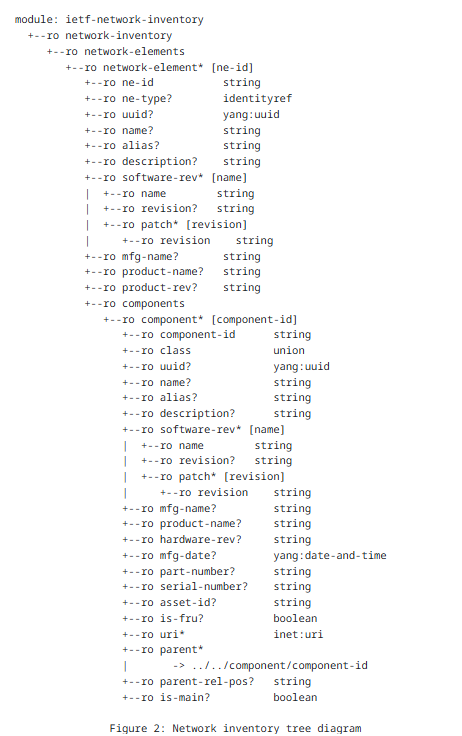 module: ietf-network-inventory
  +--ro network-inventory
     +--ro network-elements
        +--ro network-element* [ne-id]
           +--ro ne-id           string
           +--ro ne-type?        identityref
           +--ro uuid?           yang:uuid
           +--ro name?           string
           +--ro alias?          string
           +--ro description?    string
           +--ro software-rev* [name]
           |  +--ro name        string
           |  +--ro revision?   string
           |  +--ro patch* [revision]
           |     +--ro revision    string
           +--ro mfg-name?       string
           +--ro product-name?   string
           +--ro product-rev?    string
           +--ro components
              +--ro component* [component-id]
                 +--ro component-id      string
                 +--ro class             union
                 +--ro uuid?             yang:uuid
                 +--ro name?             string
                 +--ro alias?            string
                 +--ro description?      string
                 +--ro software-rev* [name]
                 |  +--ro name        string
                 |  +--ro revision?   string
                 |  +--ro patch* [revision]
                 |     +--ro revision    string
                 +--ro mfg-name?         string
                 +--ro product-name?     string
                 +--ro hardware-rev?     string
                 +--ro mfg-date?         yang:date-and-time
                 +--ro part-number?      string
                 +--ro serial-number?    string
                 +--ro asset-id?         string
                 +--ro is-fru?           boolean
                 +--ro uri*              inet:uri
                 +--ro parent*
                 |       -> ../../component/component-id
                 +--ro parent-rel-pos?   string
                 +--ro is-main?          boolean
Figure 2: Network inventory tree diagram